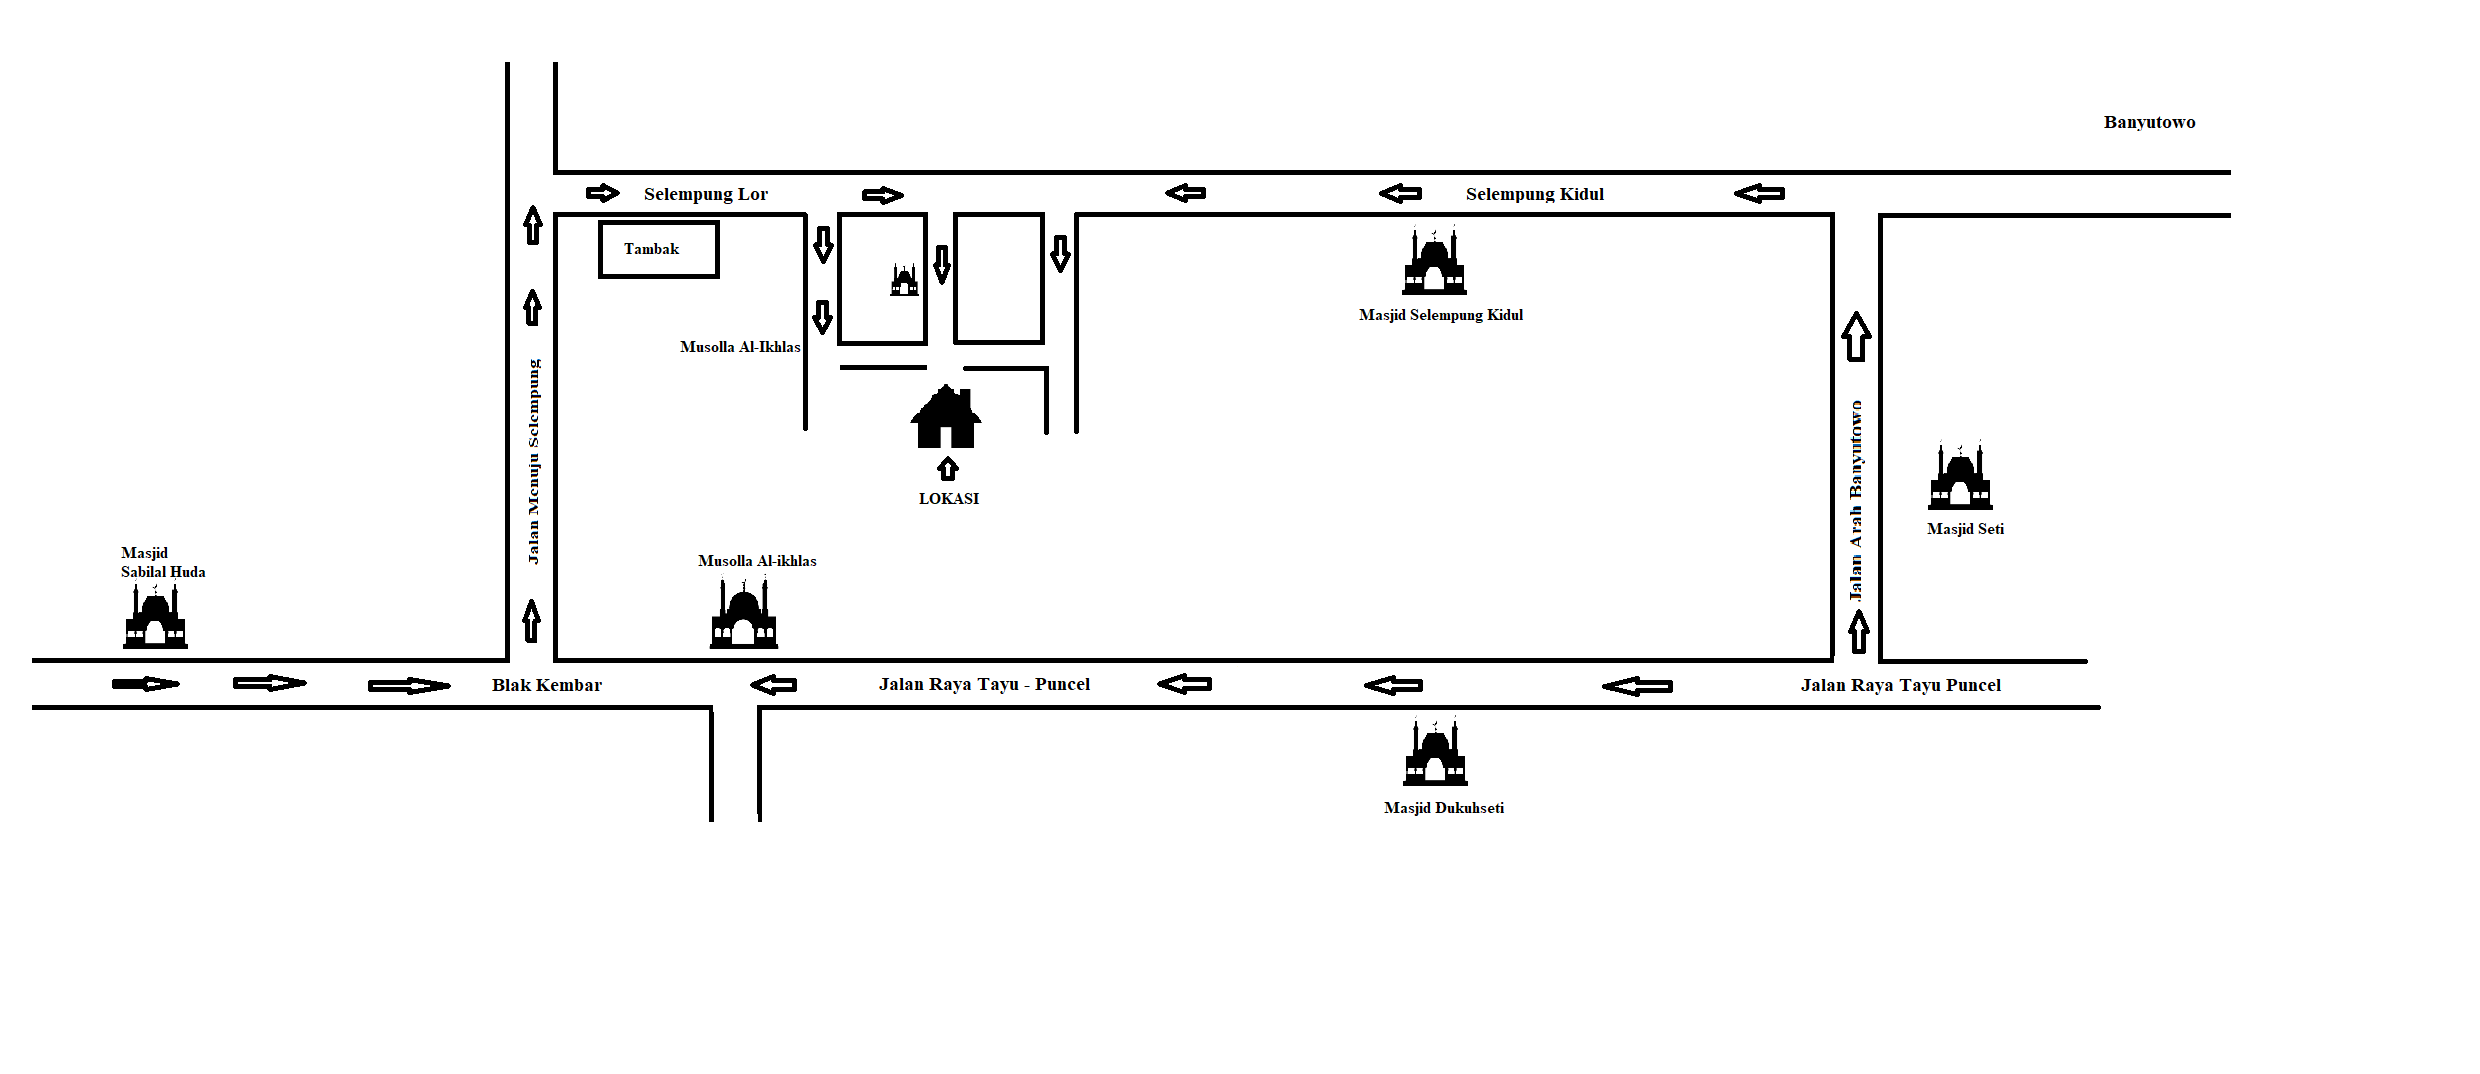 Banyutowo
Selempung Lor
Selempung Kidul
Tambak
Masjid Selempung Kidul
Musolla Al-Ikhlas
Jalan Menuju Selempung
Jalan Arah Banyutowo
LOKASI
Masjid Seti
Masjid
Sabilal Huda
Musolla Al-ikhlas
Blak Kembar
Jalan Raya Tayu - Puncel
Jalan Raya Tayu Puncel
Masjid Dukuhseti